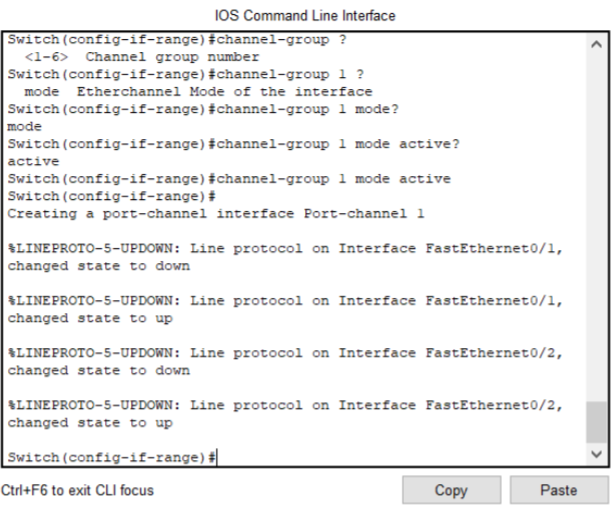 IOS Command Line Interface
Switch(config-if-range)#channel-group ?
  <1-6>  Channel group number
Switch(config-if-range)#channel-group 1 ?
  mode  Etherchannel Mode of the interface
Switch(config-if-range)#channel-group 1 mode?
mode
Switch(config-if-range)#channel-group 1 mode active?
active
Switch(config-if-range)#channel-group 1 mode active
Switch(config-if-range)#
Creating a port-channel interface Port-channel 1
%LINEPROTO-5-UPDOWN: Line protocol on Interface FastEthernet0/1,
changed state to down
%LINEPROTO-5-UPDOWN: Line protocol on Interface FastEthernet0/1,
changed state to up
%LINEPROTO-5-UPDOWN: Line protocol on Interface FastEthernet0/2,
changed state to down
%LINEPROTO-5-UPDOWN: Line protocol on Interface FastEthernet0/2,
changed state to up
Switch(config-if-range)#
Ctrl+F6 to exit CLI focus
Copy
Paste